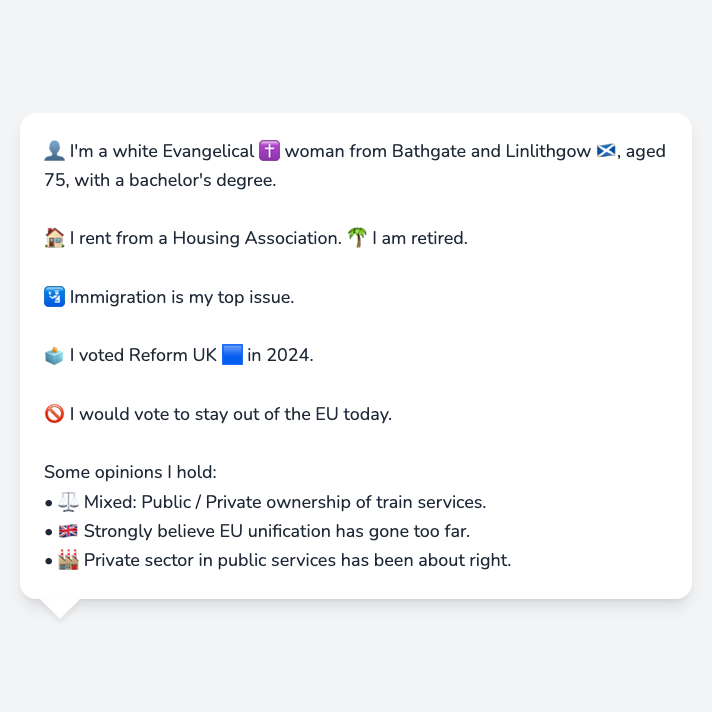 👤 I'm a white Evangelical ✝️ woman from Bathgate and Linlithgow 🏴󠁧󠁢󠁳󠁣󠁴󠁿, aged
75, with a bachelor's degree.
🏠 I rent from a Housing Association. 🌴 I am retired.
🛂 Immigration is my top issue.
🗳️ I voted Reform UK 🟦 in 2024.
🚫 I would vote to stay out of the EU today.
Some opinions I hold:
• ⚖️ Mixed: Public / Private ownership of train services.
• 🇬🇧 Strongly believe EU unification has gone too far.
• 🏭 Private sector in public services has been about right.